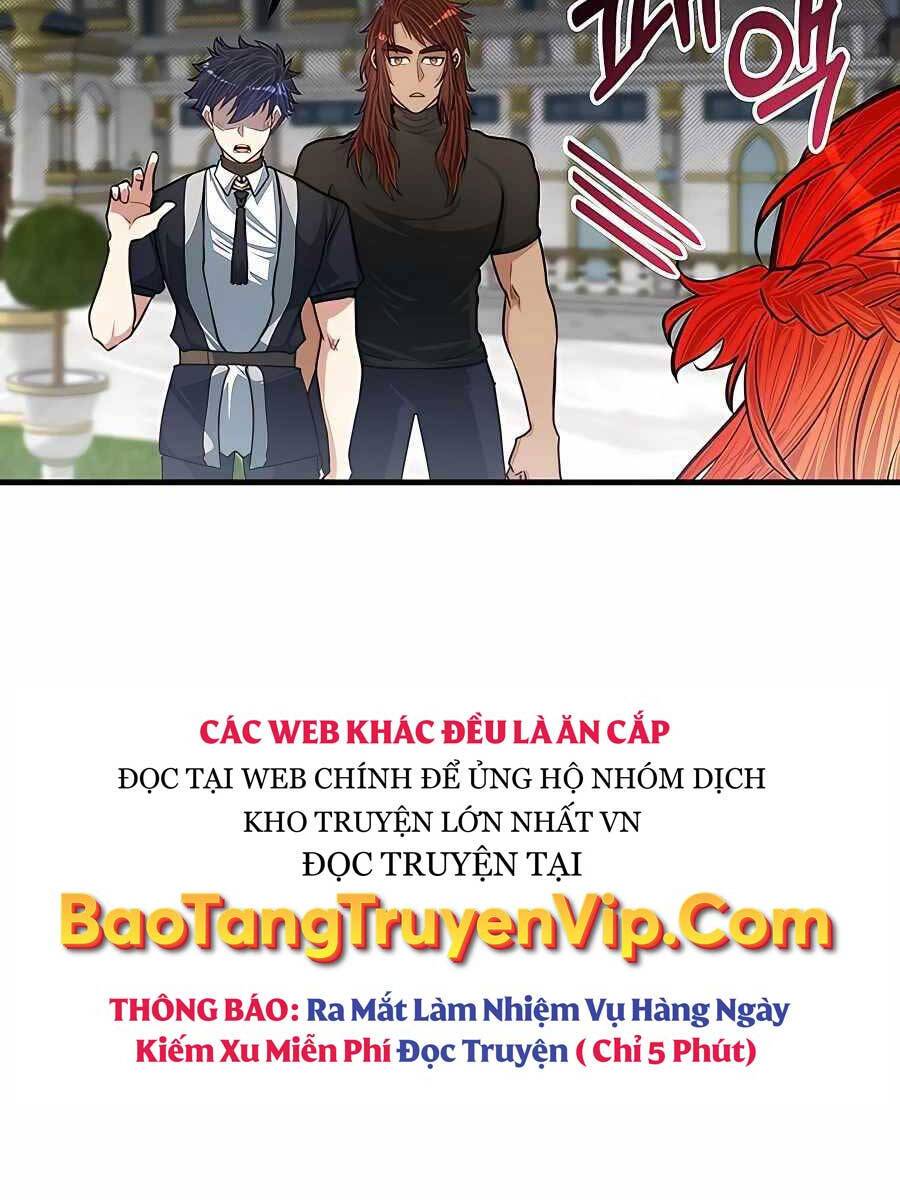 꽤액
CÁC WEB KHÁC ĐỀU LÀ ĂN CẮP
ĐỌC TẠI WEB CHÍNH ĐỂ ỦNG HỘ NHÓM DỊCH
KHO TRUYỆN LỚN NHẤT VN
ĐỌC TRUYỆN TẠI
BaoTangTruyenVip.Com
THÔNG BÁO: Ra Mắt Làm Nhiệm Vụ Hàng Ngày
Kiếm Xu Miễn Phí Đọc Truyện ( Chỉ 5 Phút)